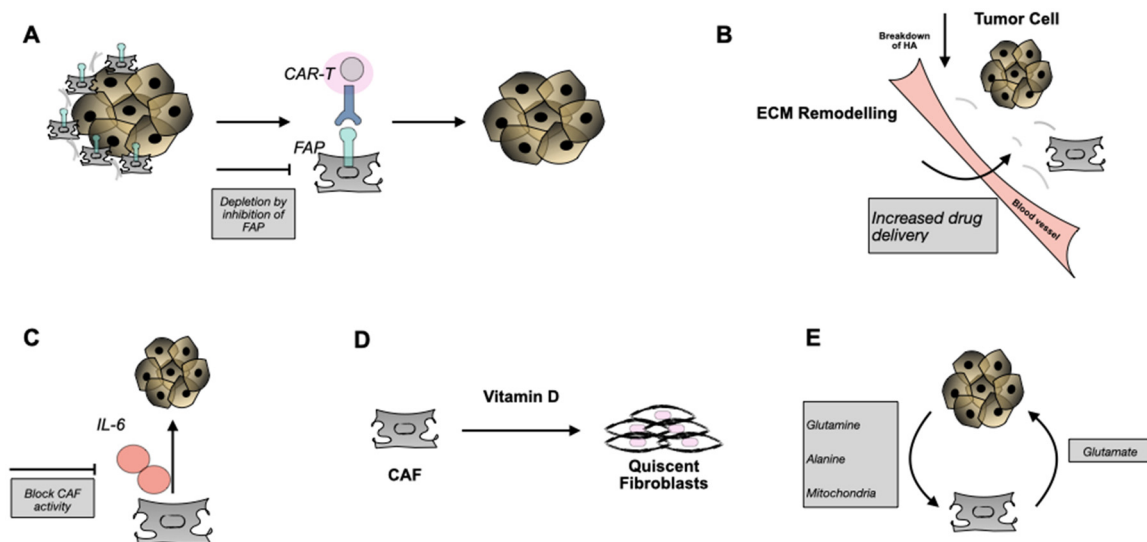 A
CAR-T
FAP
Depletion by
inhibition of
FAP
B
Tumor Cell
Breakdown
of HA
ECM Remodelling
Increased drug
delivery
Blood vessel
C
IL-6
Block CAF
activity
D
Vitamin D
CAF
Quiscent
Fibroblasts
E
Glutamine
Alanine
Mitochondria
Glutamate